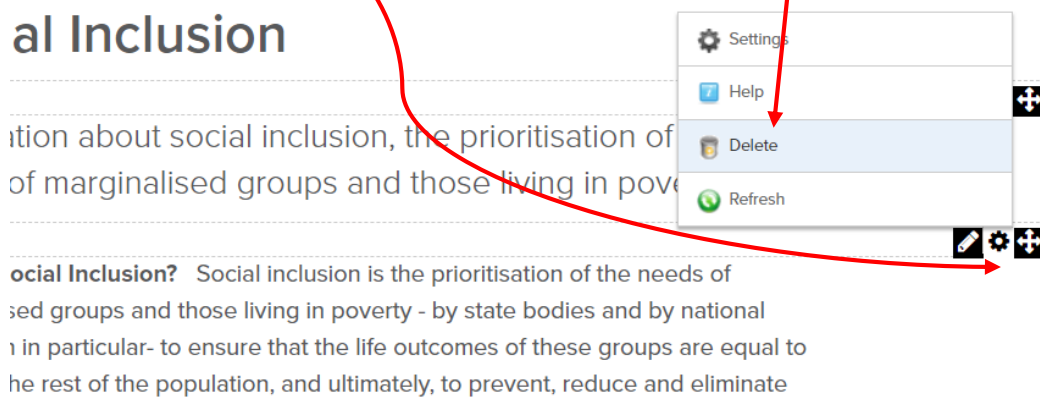 al Inclusion
Settings
Help
ation about social inclusion, the prioritisation of
Delete
of marginalised groups and those living in pove
Refresh
ocial Inclusion? Social inclusion is the prioritisation of the needs of
sed groups and those living in poverty - by state bodies and by national
n in particular- to ensure that the life outcomes of these groups are equal to
he rest of the population, and ultimately, to prevent, reduce and eliminate